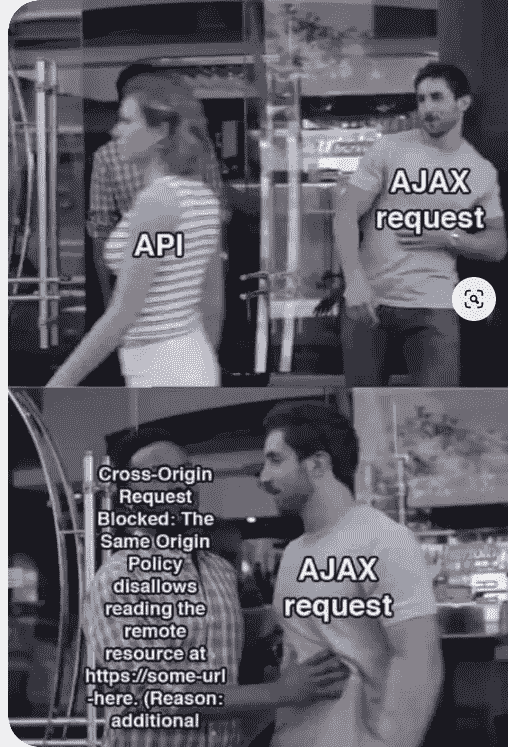 API
AJAX
request
Cross-Origin
Request
Blocked: The
Same Origin
Policy
disallows
reading the
remote
resource at
https://some-url
-here. (Reason:
additional
AJAX
request